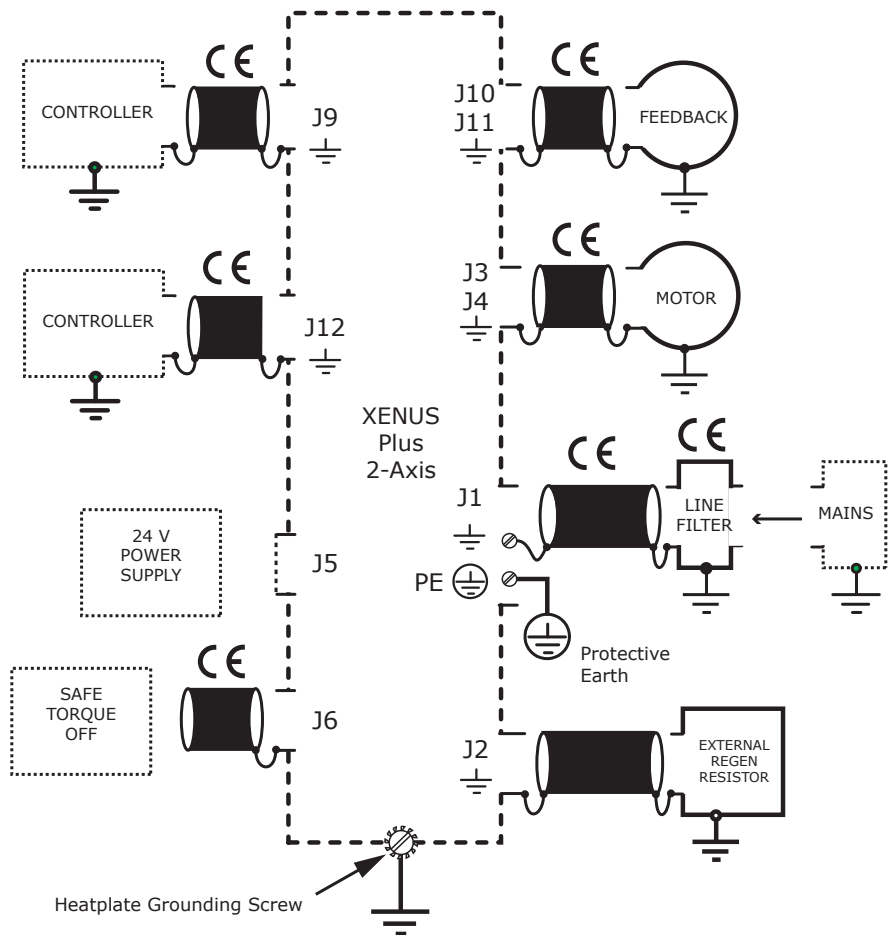 CE
CONTROLLER
J9
J10
J11
CE
FEEDBACK
CE
CONTROLLER
J12
J3
J4
CE
MOTOR
XENUS
Plus
2-Axis
CE
CE
J1
LINE
FILTER
MAINS
24 V
POWER
SUPPLY
J5
PE
Protective
Earth
CE
SAFE
TORQUE
OFF
J6
J2
EXTERNAL
REGEN
RESISTOR
Heatplate Grounding Screw